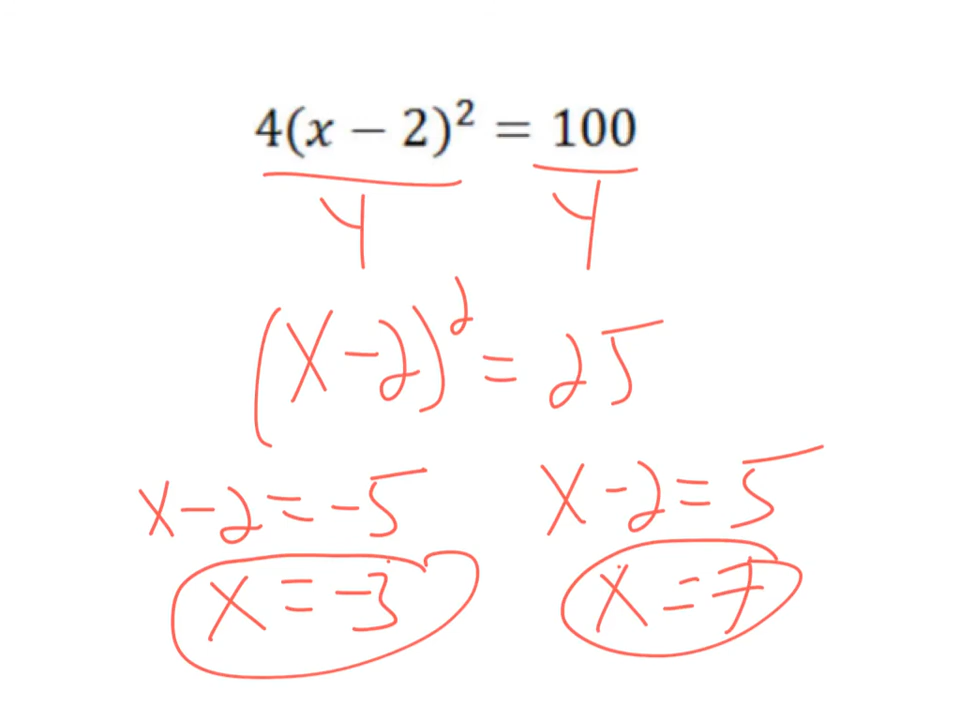 4(x − 2)² = 100
4 4
(x-2)² = 25
x-2=-5 x-2=5
x=-3 x=7